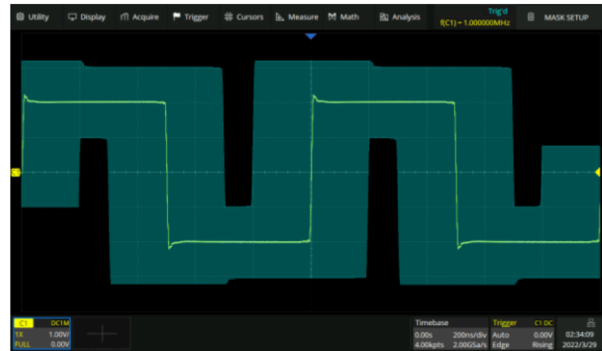 Utility Display Acquire Trigger Cursors Measure Math Analysis Trig'd MASK SETUP
f(C1) = 1.000000MHz
C1
C1 DC1M
1X 1.00V/
FULL 0.00V
Timebase
0.00s 200ns/div
4.00kpts 2.00GSa/s
Trigger C1 DC
Auto 0.00V
Edge Rising
02:34:09
2022/3/29